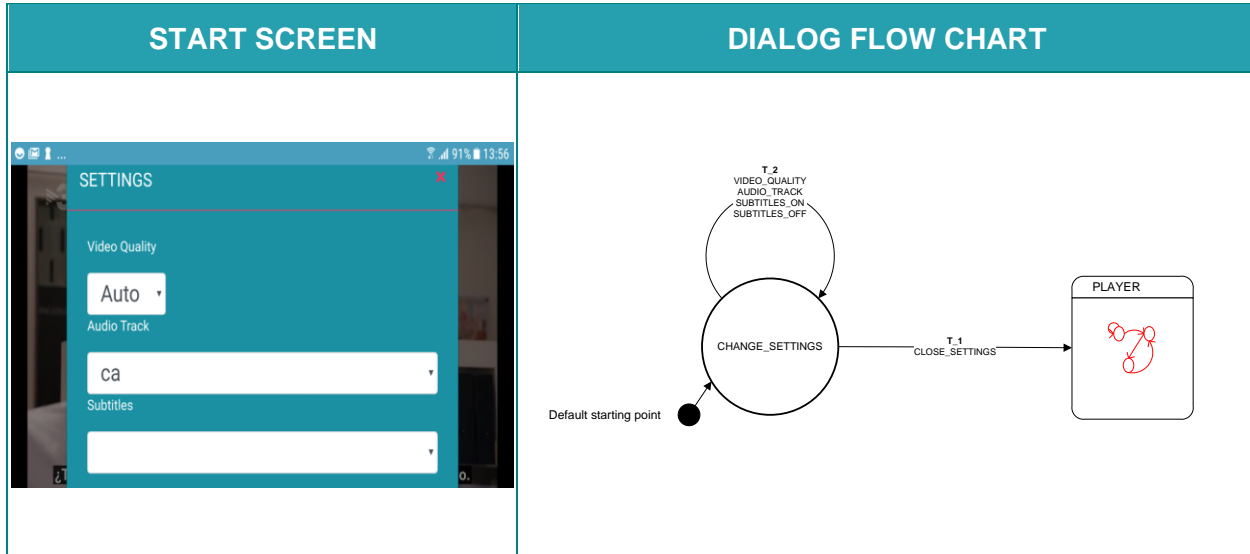 START SCREEN
DIALOG FLOW CHART
... 91% 13:56
SETTINGS X
Video Quality
Auto
Audio Track
ca
Subtitles
¿T
o.
T_2
VIDEO_QUALITY
AUDIO_TRACK
SUBTITLES_ON
SUBTITLES_OFF
CHANGE_SETTINGS
T_1
CLOSE_SETTINGS
PLAYER
Default starting point